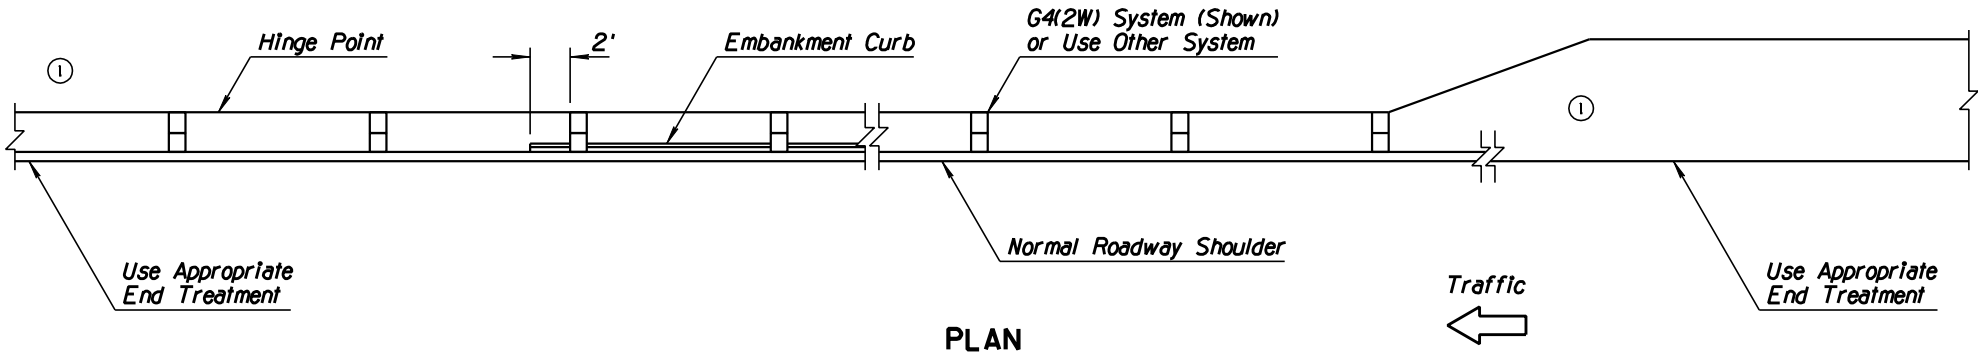 G4(2W) System (Shown)
or Use Other System
Hinge Point
2'
Embankment Curb
1
1
Normal Roadway Shoulder
Use Appropriate
End Treatment
Use Appropriate
End Treatment
Traffic
PLAN